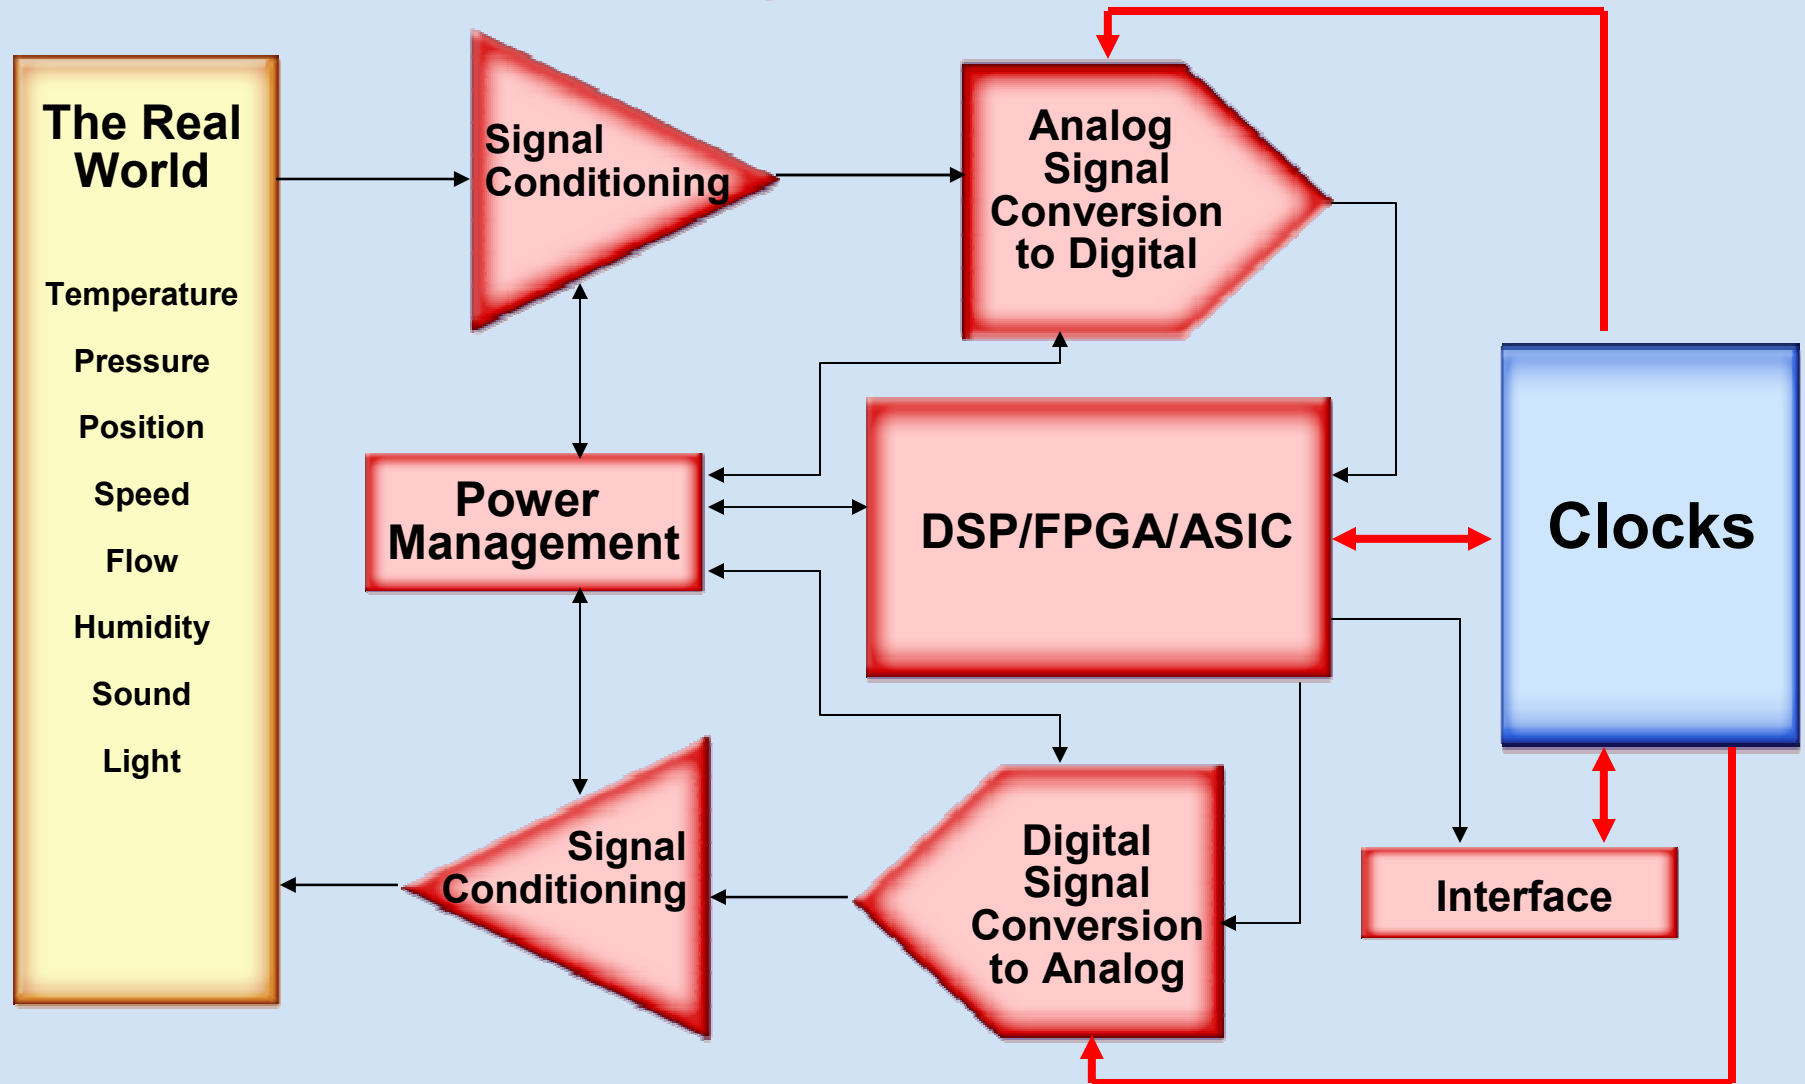 The Real
World
Temperature
Pressure
Position
Speed
Flow
Humidity
Sound
Light
Signal
Conditioning
Analog
Signal
Conversion
to Digital
Power
Management
DSP/FPGA/ASIC
Clocks
Signal
Conditioning
Digital
Signal
Conversion
to Analog
Interface